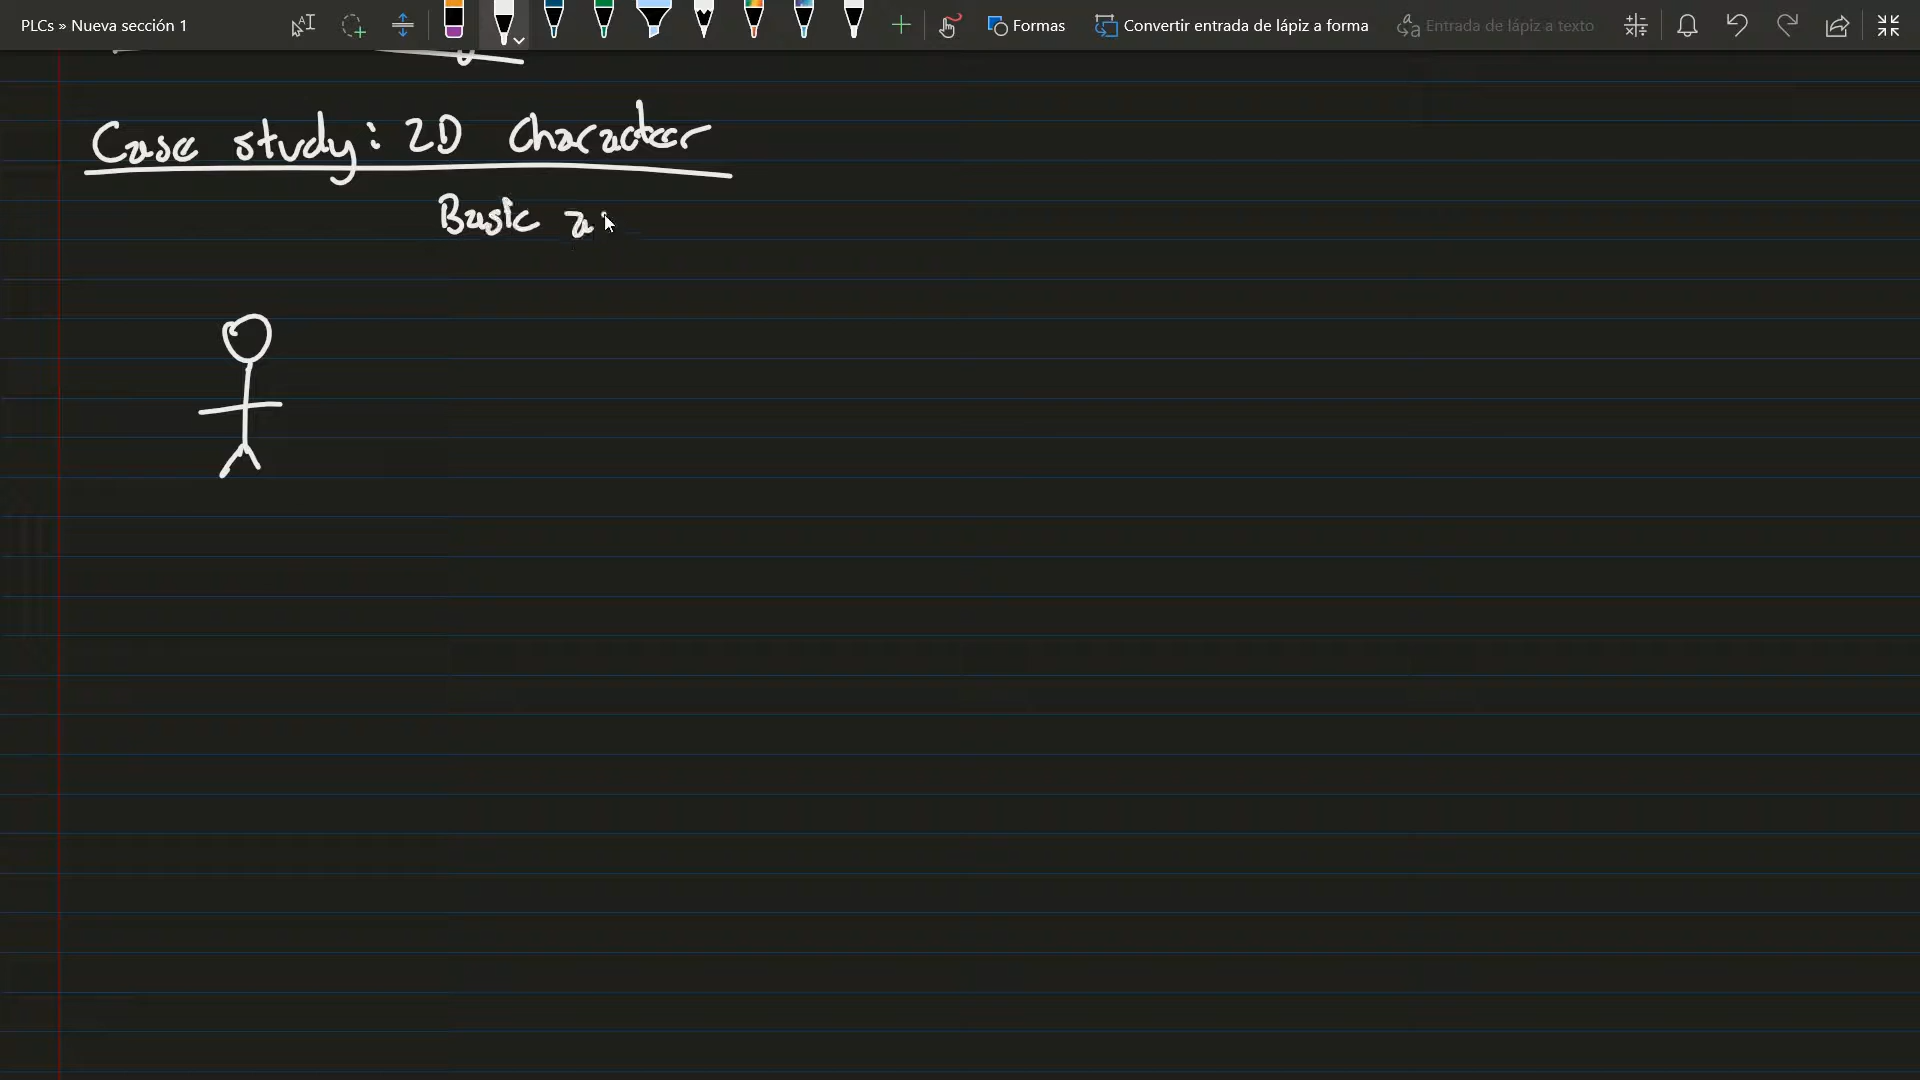 PLCs » Nueva sección 1
Formas
Convertir entrada de lápiz a forma
Entrada de lápiz a texto
Case study: 2D Character
Basic a